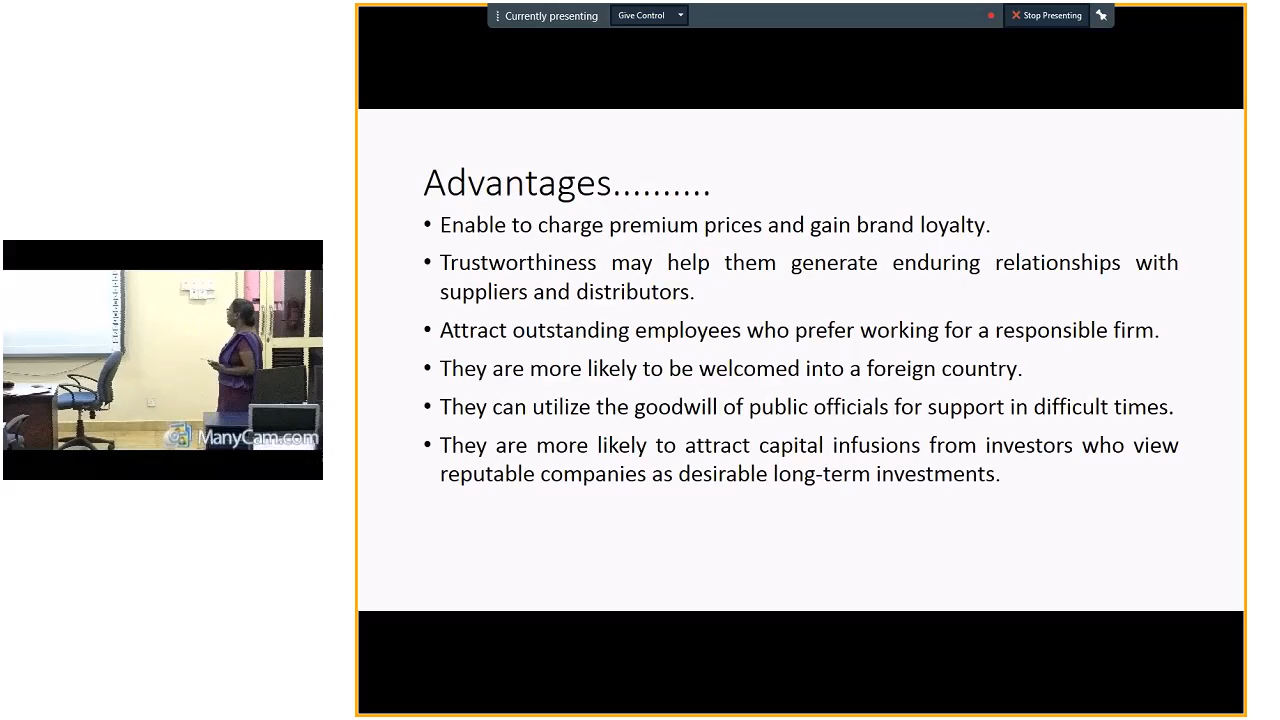 Currently presenting
Give Control
Stop Presenting
Advantages..........
• Enable to charge premium prices and gain brand loyalty.
• Trustworthiness may help them generate enduring relationships with
suppliers and distributors.
• Attract outstanding employees who prefer working for a responsible firm.
• They are more likely to be welcomed into a foreign country.
• They can utilize the goodwill of public officials for support in difficult times.
• They are more likely to attract capital infusions from investors who view
reputable companies as desirable long-term investments.
ManyCam.com